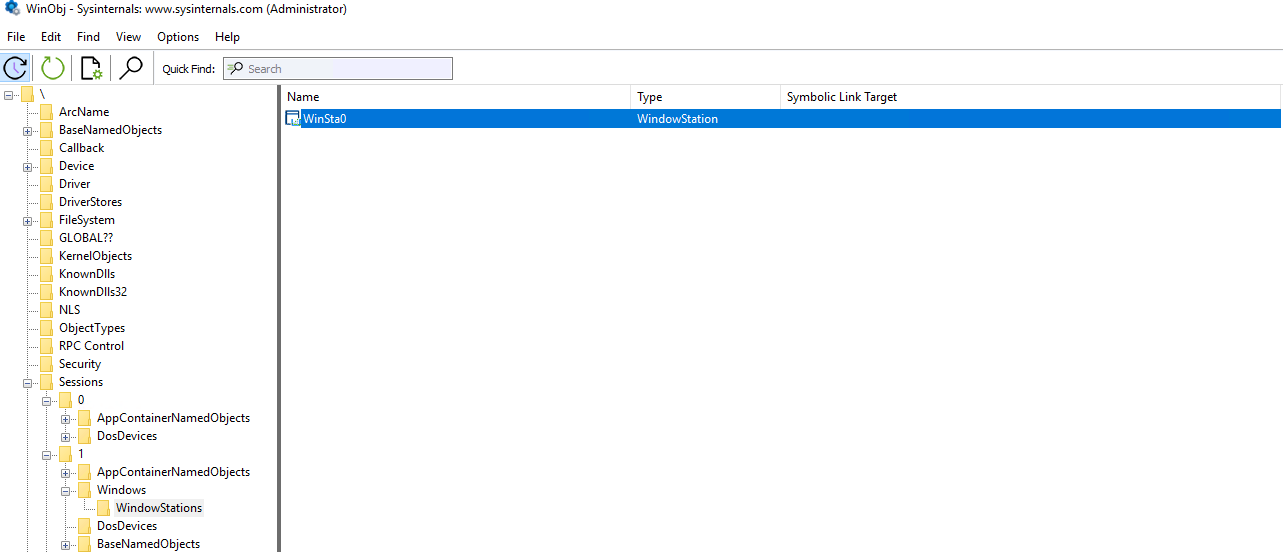 WinObj - Sysinternals: www.sysinternals.com (Administrator)
File Edit Find View Options Help
Quick Find: Search
\
ArcName
BaseNamedObjects
Callback
Device
Driver
DriverStores
FileSystem
GLOBAL??
KernelObjects
KnownDlls
KnownDlls32
NLS
ObjectTypes
RPC Control
Security
Sessions
0
AppContainerNamedObjects
DosDevices
1
AppContainerNamedObjects
Windows
WindowStations
DosDevices
BaseNamedObjects
Name Type Symbolic Link Target
WinSta0 WindowStation